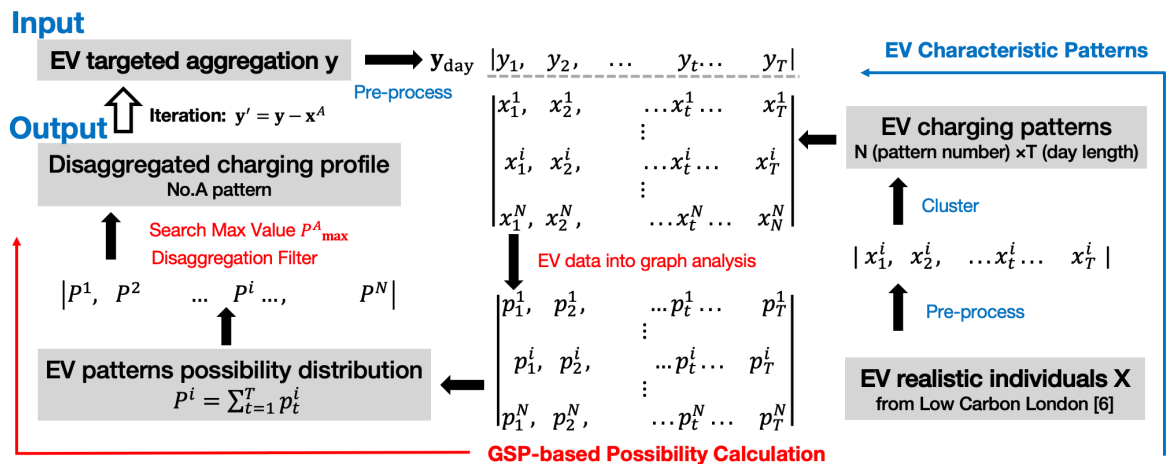 Input
EV targeted aggregation y
Pre-process
y_day |y_1, y_2, … y_t… y_T|
Iteration: y′ = y − x^A
Output
Disaggregated charging profile
No.A pattern
Search Max Value P^A_max
Disaggregation Filter
|P^1, P^2 … P^i …, P^N|
EV patterns possibility distribution
P^i = ∑_{t=1}^{T} p_t^i
x_1^1, x_2^1, …x_t^1… x_T^1
⋮
x_1^i, x_2^i, …x_t^i… x_T^i
⋮
x_1^N, x_2^N, …x_t^N… x_N^N
EV data into graph analysis
p_1^1, p_2^1, …p_t^1… p_T^1
⋮
p_1^i, p_2^i, …p_t^i… p_T^i
⋮
p_1^N, p_2^N, …p_t^N… p_T^N
GSP-based Possibility Calculation
EV Characteristic Patterns
EV charging patterns
N (pattern number) ×T (day length)
Cluster
| x_1^i, x_2^i, …x_t^i… x_T^i |
Pre-process
EV realistic individuals X
from Low Carbon London [6]